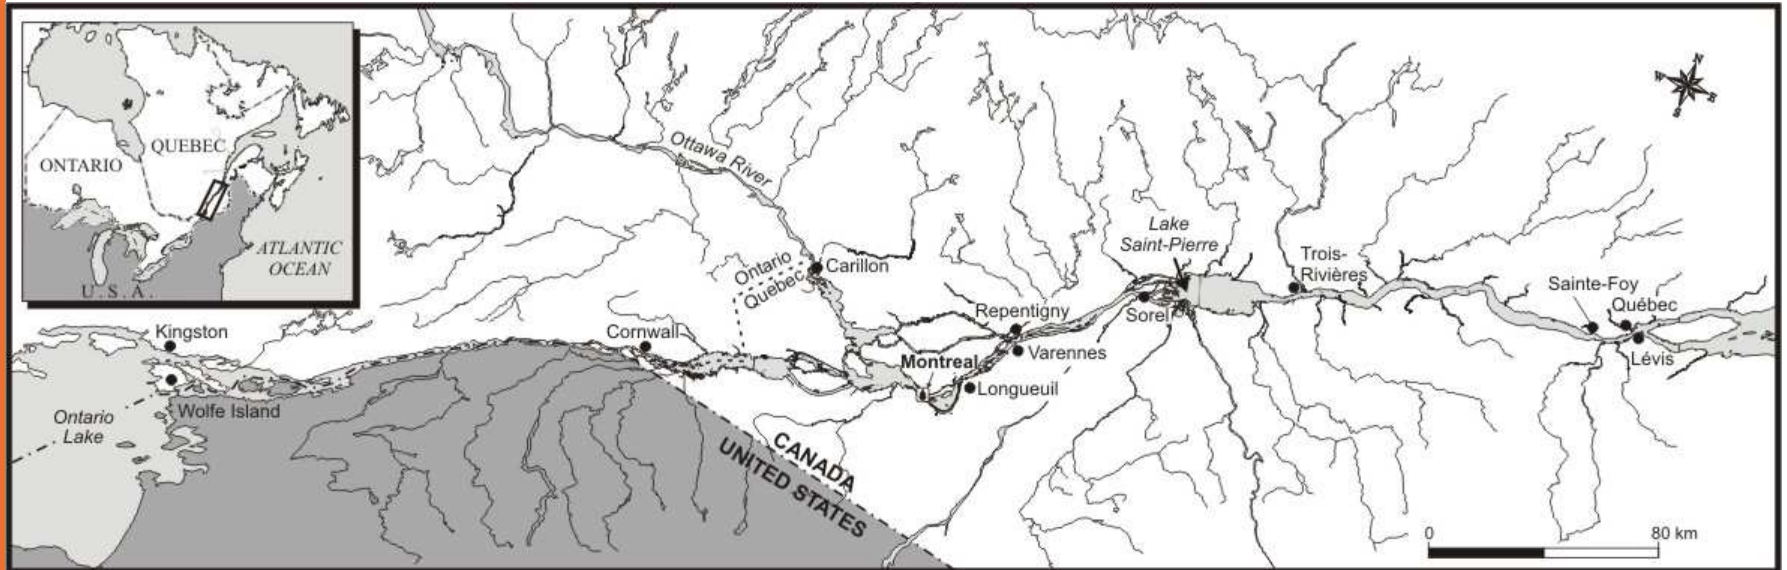 QUEBEC
ONTARIO
ATLANTIC
OCEAN
U.S.A.
N
W
E
S
Ottawa River
Lake
Saint-Pierre
Ontario
Quebec
Carillon
Trois-
Rivières
Sainte-Foy
Québec
Lévis
Repentigny
Sorel
Kingston
Cornwall
Montreal
Varennes
Longueuil
Wolfe Island
Ontario
Lake
CANADA
UNITED STATES
0
80 km